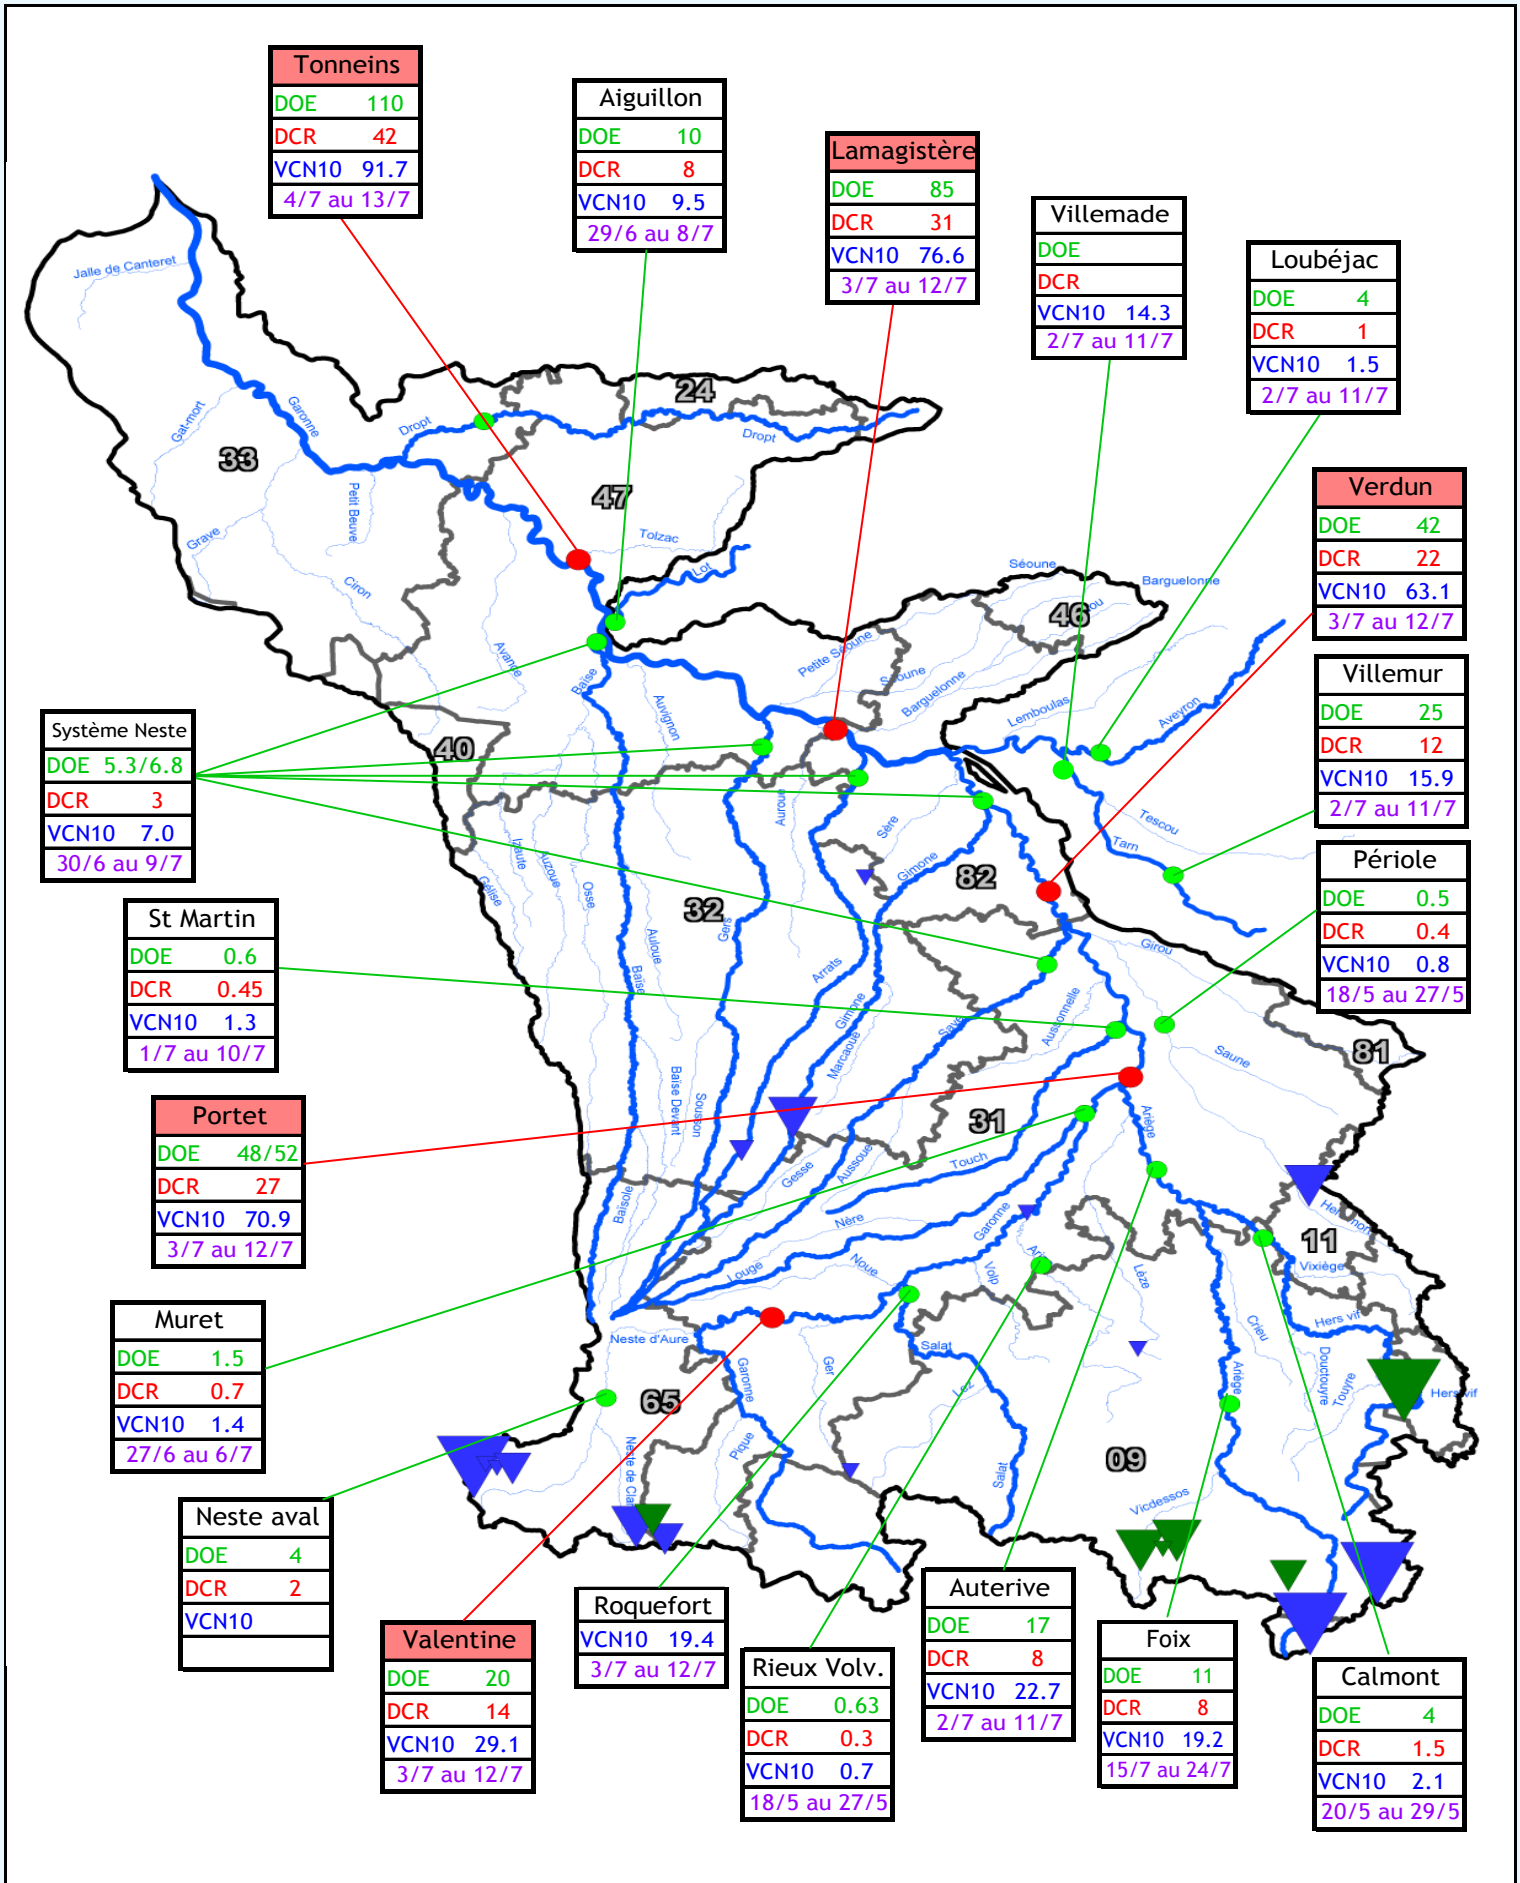 Tonneins
DOE 110
DCR 42
VCN10 91.7
4/7 au 13/7
Aiguillon
DOE 10
DCR 8
VCN10 9.5
29/6 au 8/7
Lamagistère
DOE 85
DCR 31
VCN10 76.6
3/7 au 12/7
Villemade
DOE
DCR
VCN10 14.3
2/7 au 11/7
Loubéjac
DOE 4
DCR 1
VCN10 1.5
2/7 au 11/7
Verdun
DOE 42
DCR 22
VCN10 63.1
3/7 au 12/7
Villemur
DOE 25
DCR 12
VCN10 15.9
2/7 au 11/7
Périole
DOE 0.5
DCR 0.4
VCN10 0.8
18/5 au 27/5
Système Neste
DOE 5.3/6.8
DCR 3
VCN10 7.0
30/6 au 9/7
St Martin
DOE 0.6
DCR 0.45
VCN10 1.3
1/7 au 10/7
Portet
DOE 48/52
DCR 27
VCN10 70.9
3/7 au 12/7
Muret
DOE 1.5
DCR 0.7
VCN10 1.4
27/6 au 6/7
Neste aval
DOE 4
DCR 2
VCN10
Valentine
DOE 20
DCR 14
VCN10 29.1
3/7 au 12/7
Roquefort
VCN10 19.4
3/7 au 12/7
Rieux Volv.
DOE 0.63
DCR 0.3
VCN10 0.7
18/5 au 27/5
Auterive
DOE 17
DCR 8
VCN10 22.7
2/7 au 11/7
Foix
DOE 11
DCR 8
VCN10 19.2
15/7 au 24/7
Calmont
DOE 4
DCR 1.5
VCN10 2.1
20/5 au 29/5
Jalle de Canteret
Gat-mort
Garonne
33
Grave
Petit Beuve
Ciron
Dropt
24
Dropt
47
Tolzac
Lot
Avance
Séoune
Barguelonne
46
Petite Séoune
Séoune
Barguelonne
Lemboulas
Aveyron
Tescou
Tarn
Baïse
Auvignon
40
Auroue
Sère
Gimone
82
Izaute
Auzoue
Osse
Gélise
32
Gers
Auloue
Baïse
Arrats
Gimone
Marcaoue
Save
Aussonnelle
Girou
81
Saune
Baïse Devant
Sousson
31
Ariège
Gesse
Aussoue
Touch
Baïsole
Nère
Louge
Noue
Garonne
Volp
Lèze
11
Vixiège
Hers vif
Crieu
Douctouyre
Touyre
Hers vif
Neste d'Aure
65
Garonne
Ger
Salat
Lez
Ariège
Pique
Salat
09
Vicdessos